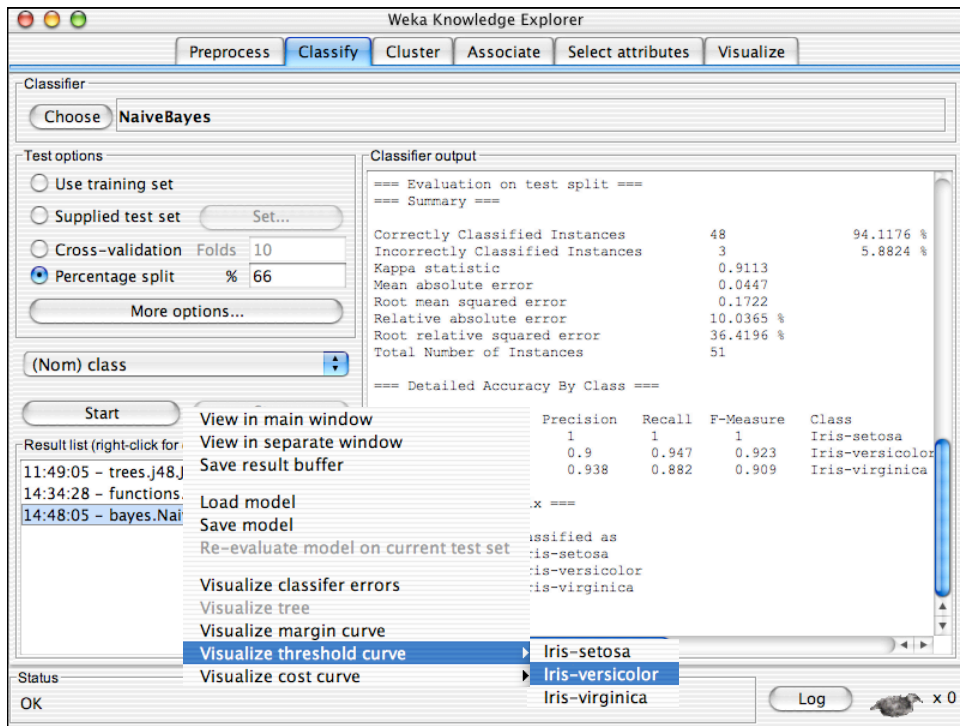 Weka Knowledge Explorer
Preprocess Classify Cluster Associate Select attributes Visualize
Classifier
Choose NaiveBayes
Test options
Use training set
Supplied test set Set...
Cross-validation Folds 10
Percentage split % 66
More options...
(Nom) class
Start
Result list (right-click for
11:49:05 – trees.j48.
14:34:28 – functions.
14:48:05 – bayes.Nai
Classifier output
=== Evaluation on test split ===
=== Summary ===
Correctly Classified Instances 48 94.1176 %
Incorrectly Classified Instances 3 5.8824 %
Kappa statistic 0.9113
Mean absolute error 0.0447
Root mean squared error 0.1722
Relative absolute error 10.0365 %
Root relative squared error 36.4196 %
Total Number of Instances 51
=== Detailed Accuracy By Class ===
Precision Recall F-Measure Class
1 1 1 Iris-setosa
0.9 0.947 0.923 Iris-versicolor
0.938 0.882 0.909 Iris-virginica
x ===
assified as
ris-setosa
ris-versicolor
ris-virginica
View in main window
View in separate window
Save result buffer
Load model
Save model
Re-evaluate model on current test set
Visualize classifer errors
Visualize tree
Visualize margin curve
Visualize threshold curve
Visualize cost curve
Iris-setosa
Iris-versicolor
Iris-virginica
Status
OK
Log x 0